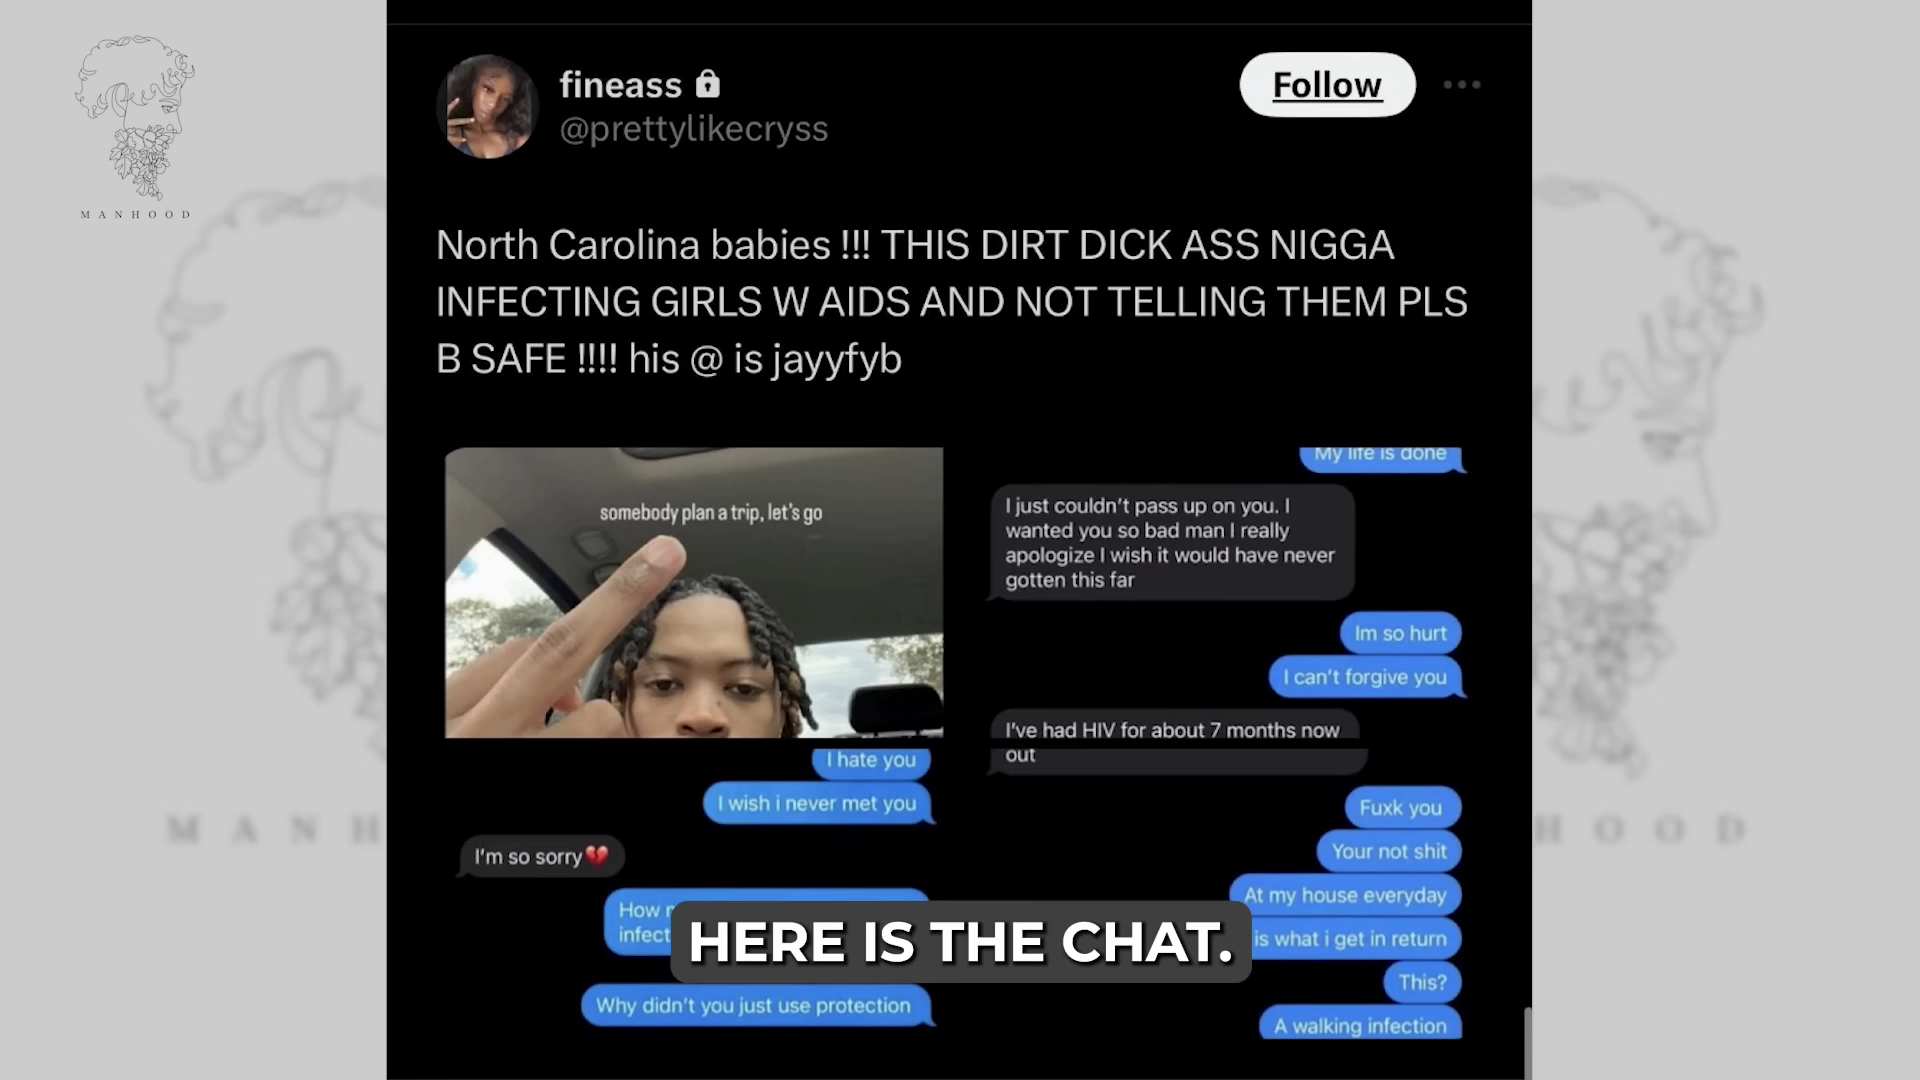 MANHOOD
fineass
@prettylikecryss
Follow
North Carolina babies !!! THIS DIRT DICK ASS NIGGA
INFECTING GIRLS W AIDS AND NOT TELLING THEM PLS
B SAFE !!!! his @ is jayyfyb
somebody plan a trip, let's go
My life is done
I just couldn't pass up on you. I
wanted you so bad man I really
apologize I wish it would have never
gotten this far
Im so hurt
I can't forgive you
I've had HIV for about 7 months now
I hate you
I wish i never met you
I'm so sorry💔
How
infect
Why didn't you just use protection
out
Fuxk you
Your not shit
At my house everyday
is what i get in return
This?
A walking infection
HERE IS THE CHAT.
MANH
HOOD